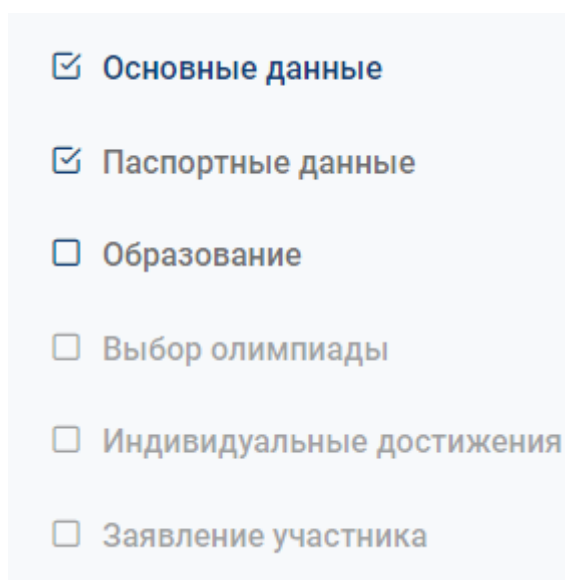 Основные данные
Паспортные данные
Образование
Выбор олимпиады
Индивидуальные достижения
Заявление участника